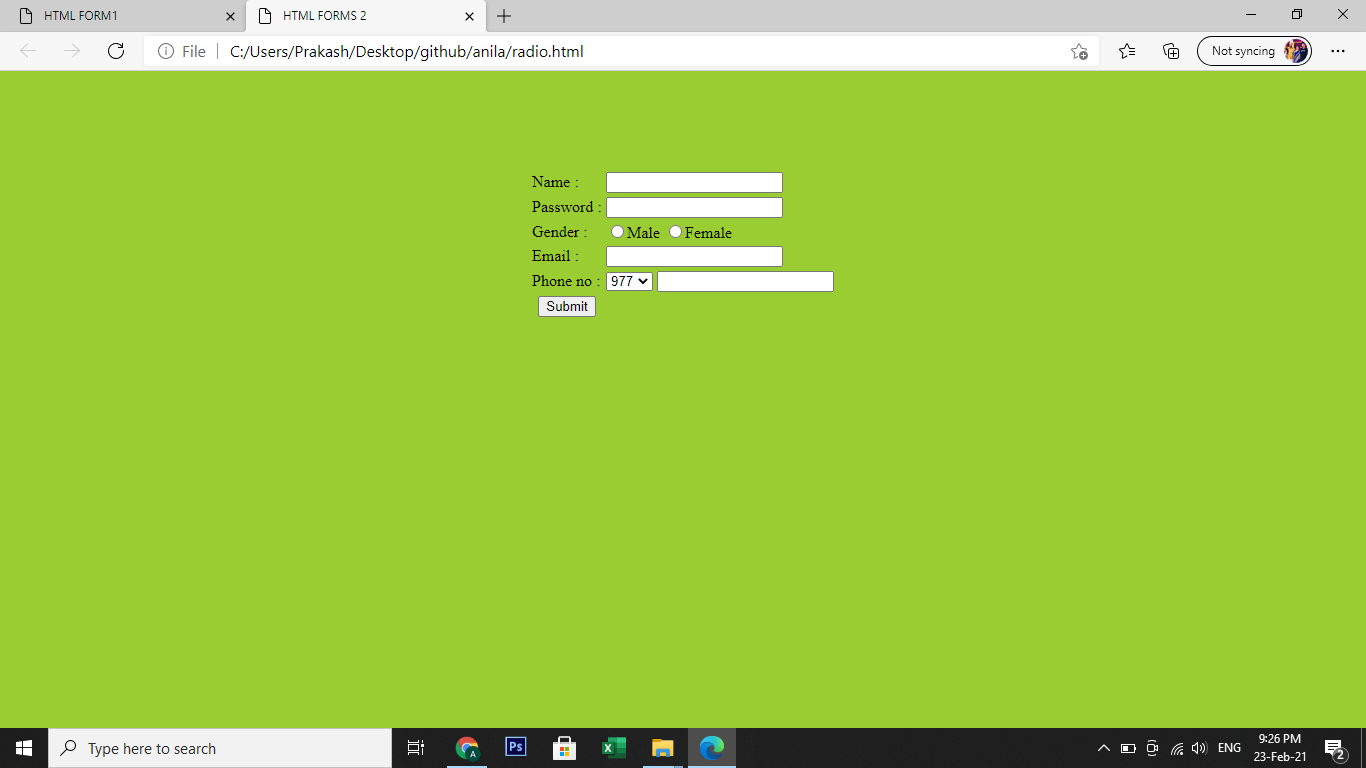 HTML FORM1
HTML FORMS 2
File
C:/Users/Prakash/Desktop/github/anila/radio.html
Not syncing
Name :
Password :
Gender : Male Female
Email :
Phone no : 977
Submit
Type here to search
A
Ps
X
ENG
9:26 PM
23-Feb-21
2